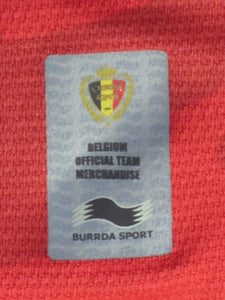 BELGIUM
OFFICIAL TEAM
MERCHANDISE
BURRDA SPORT